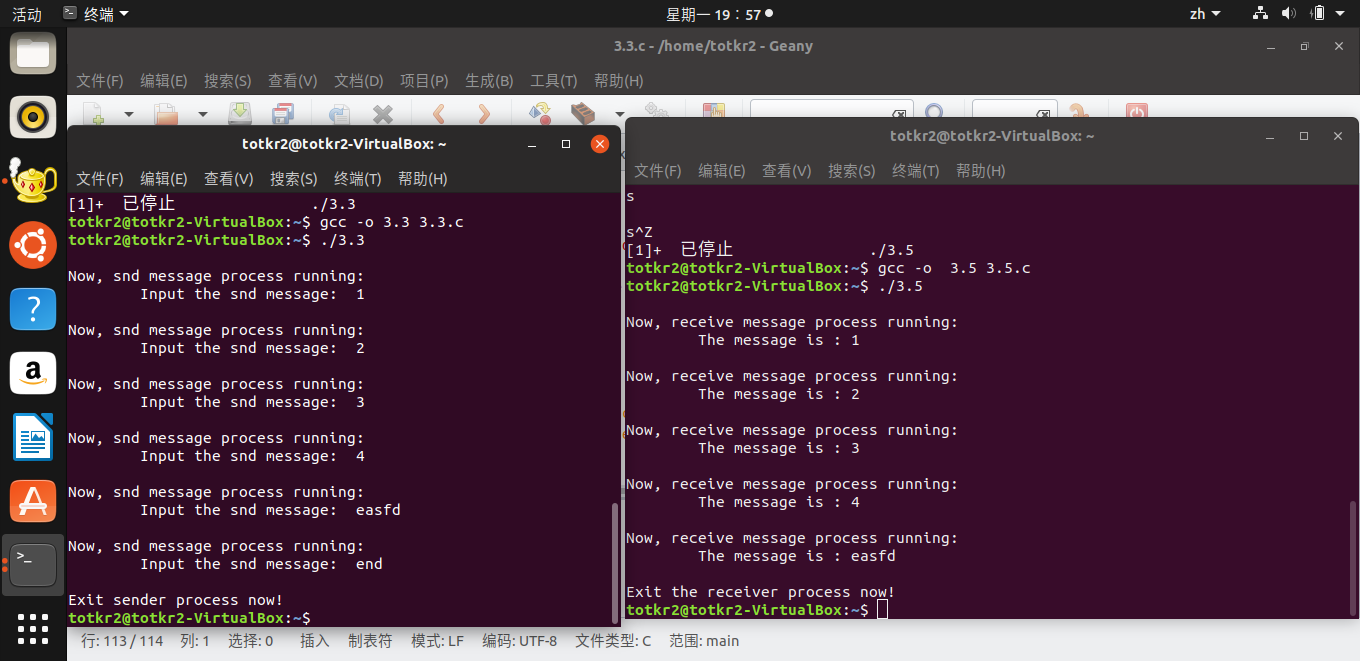 活动 终端 星期一 19：57 zh
3.3.c - /home/totkr2 - Geany
文件(F) 编辑(E) 搜索(S) 查看(V) 文档(D) 项目(P) 生成(B) 工具(T) 帮助(H)
totkr2@totkr2-VirtualBox: ~
文件(F) 编辑(E) 查看(V) 搜索(S) 终端(T) 帮助(H)
[1]+  已停止               ./3.3
totkr2@totkr2-VirtualBox:~$ gcc -o 3.3 3.3.c
totkr2@totkr2-VirtualBox:~$ ./3.3
Now, snd message process running:
Input the snd message:  1
Now, snd message process running:
Input the snd message:  2
Now, snd message process running:
Input the snd message:  3
Now, snd message process running:
Input the snd message:  4
Now, snd message process running:
Input the snd message:  easfd
Now, snd message process running:
Input the snd message:  end
Exit sender process now!
totkr2@totkr2-VirtualBox:~$
totkr2@totkr2-VirtualBox: ~
文件(F) 编辑(E) 查看(V) 搜索(S) 终端(T) 帮助(H)
s
s^Z
[1]+  已停止               ./3.5
totkr2@totkr2-VirtualBox:~$ gcc -o  3.5 3.5.c
totkr2@totkr2-VirtualBox:~$ ./3.5
Now, receive message process running:
The message is : 1
Now, receive message process running:
The message is : 2
Now, receive message process running:
The message is : 3
Now, receive message process running:
The message is : 4
Now, receive message process running:
The message is : easfd
Exit the receiver process now!
totkr2@totkr2-VirtualBox:~$
行: 113 / 114 列: 1 选择: 0 插入 制表符 模式: LF 编码: UTF-8 文件类型: C 范围: main